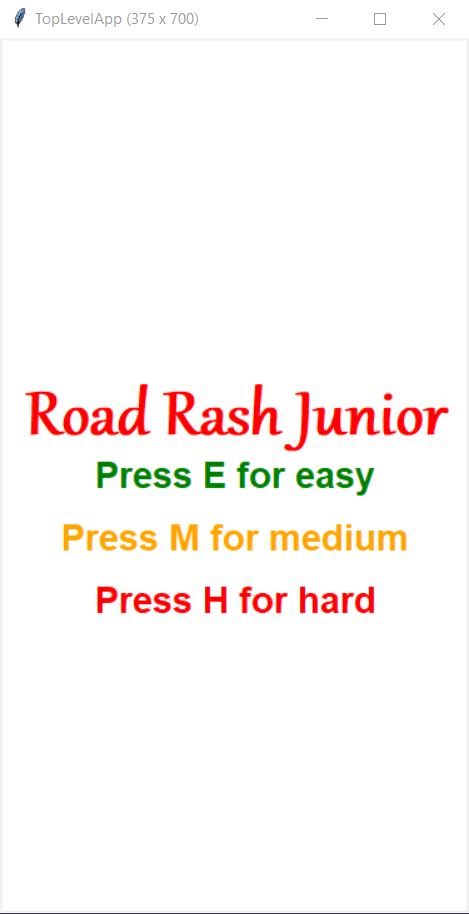 TopLevelApp (375 x 700)
Road Rash Junior
Press E for easy
Press M for medium
Press H for hard